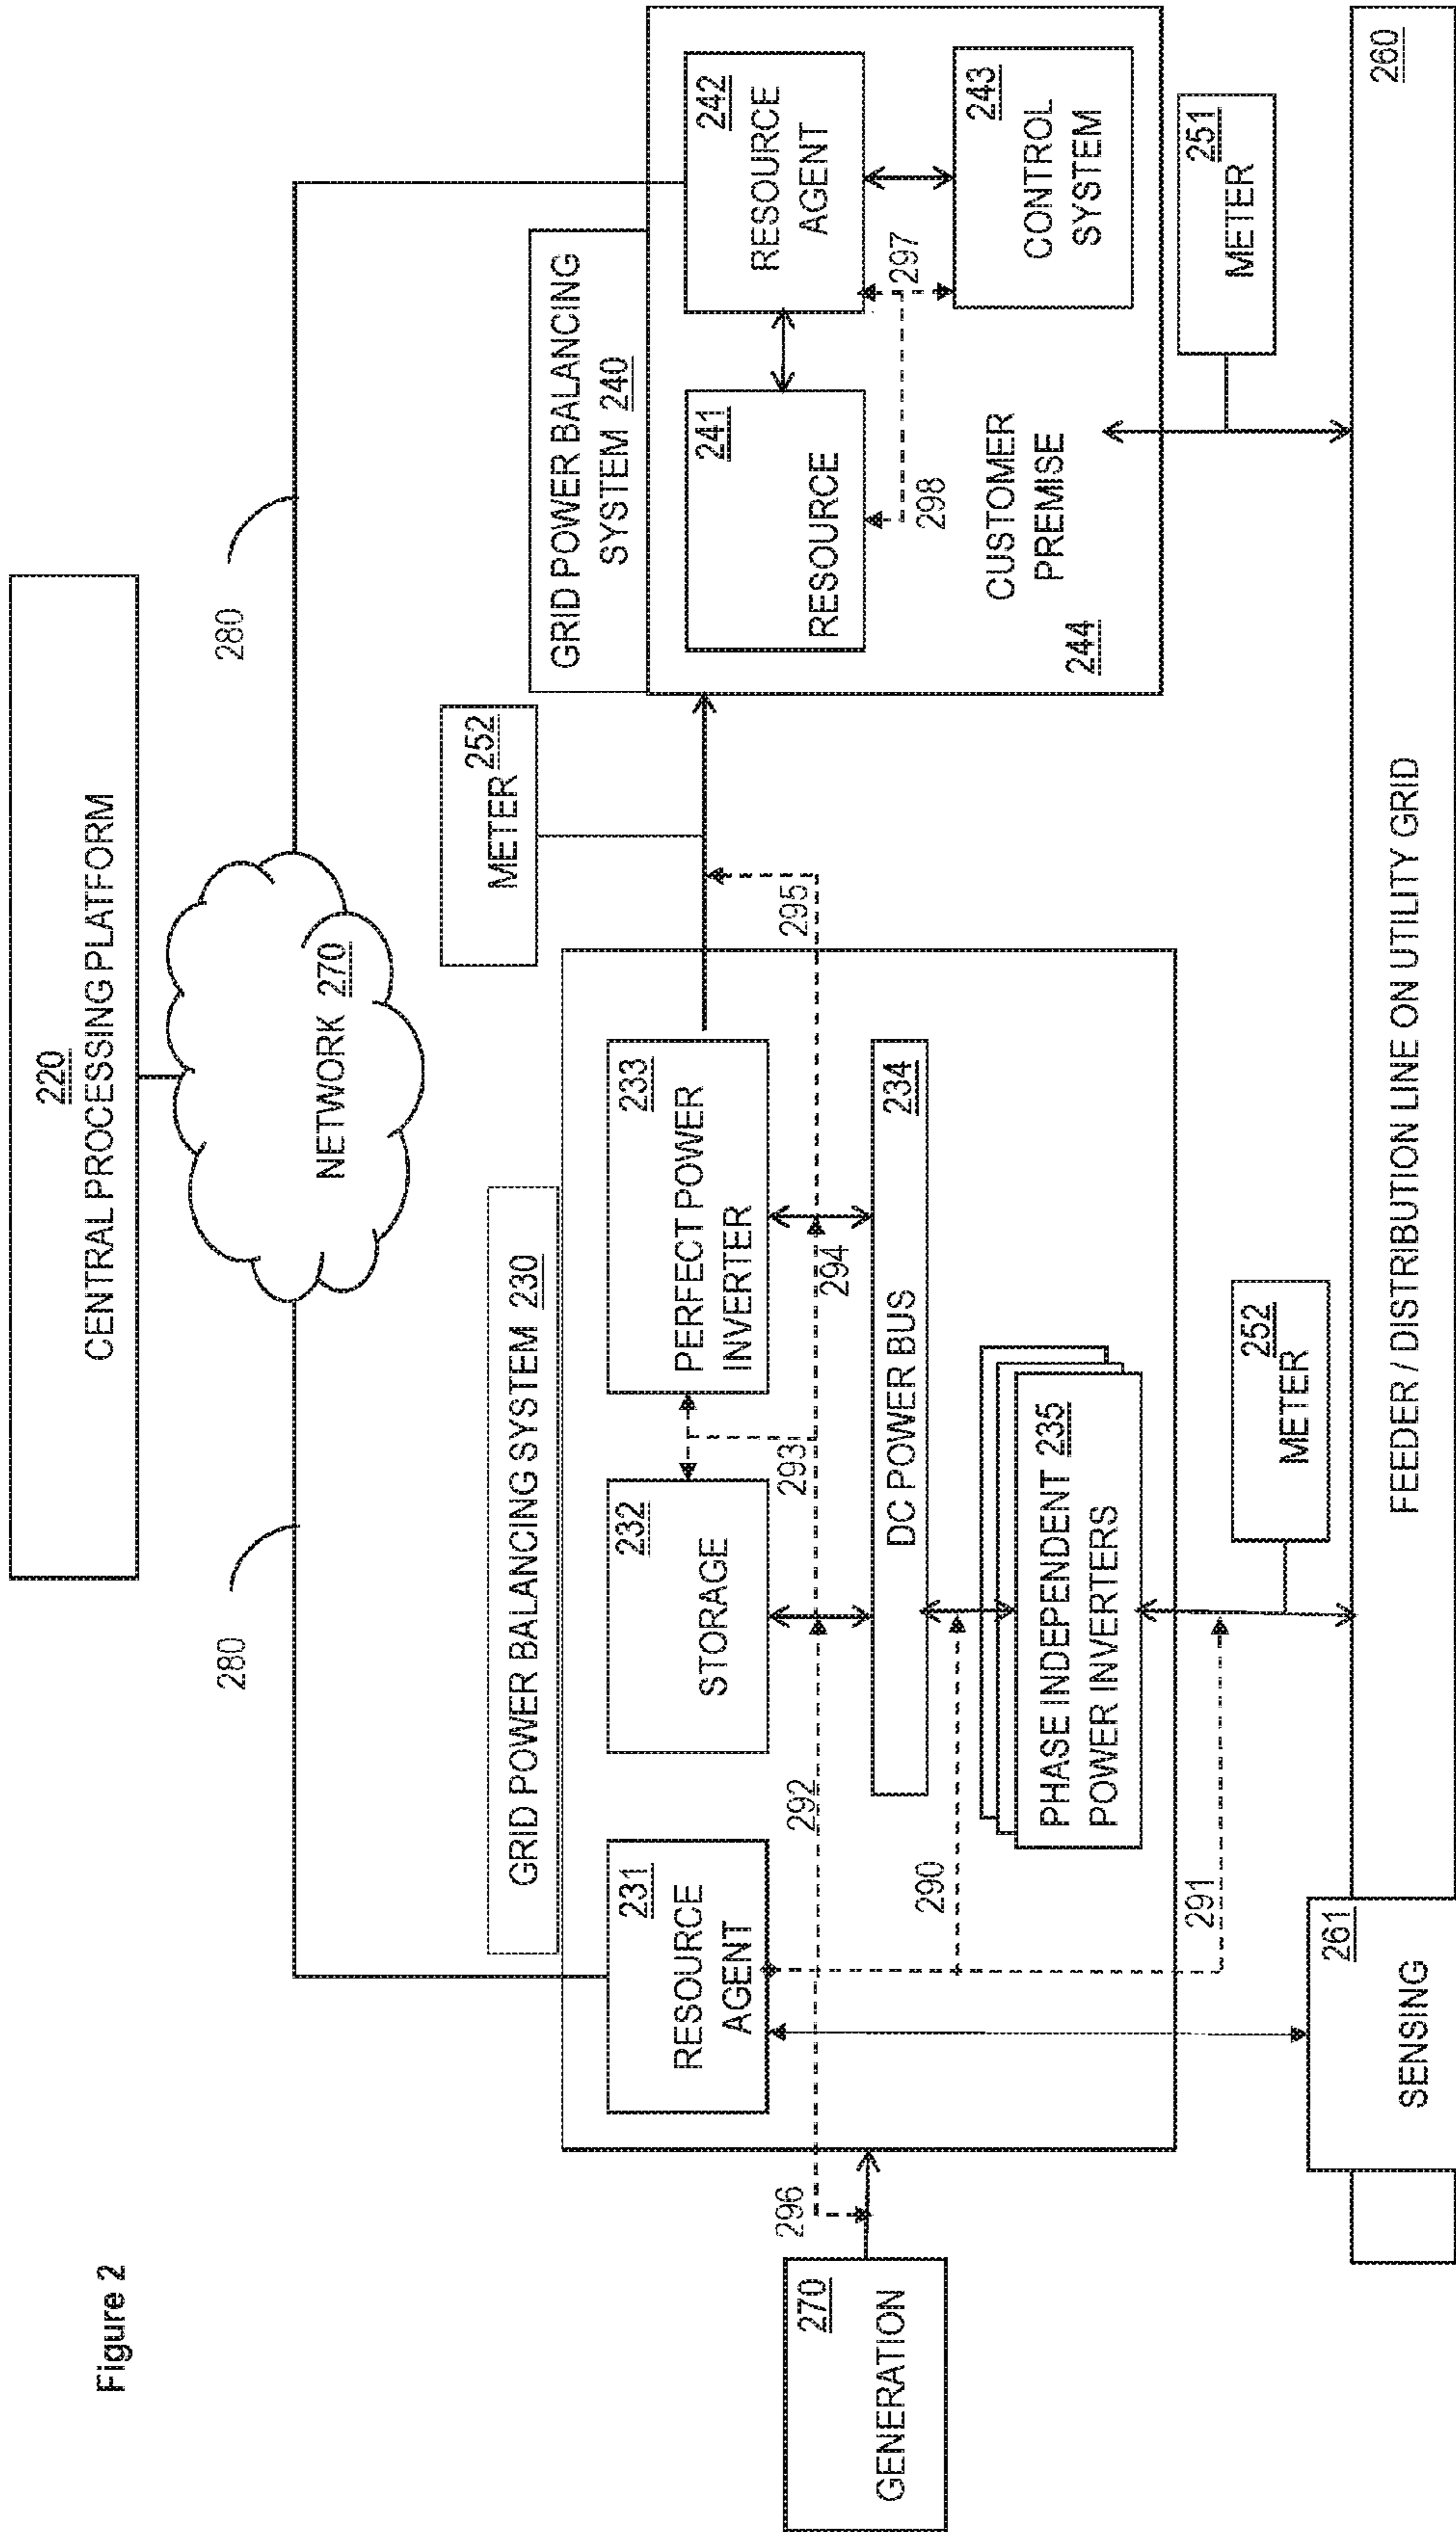 Figure 2
220
CENTRAL PROCESSING PLATFORM
NETWORK 270
280
280
GRID POWER BALANCING SYSTEM 230
231
RESOURCE
AGENT
232
STORAGE
233
PERFECT POWER
INVERTER
292
293
294
295
296
290
291
234
DC POWER BUS
PHASE INDEPENDENT 235
POWER INVERTERS
270
GENERATION
252
METER
GRID POWER BALANCING
SYSTEM 240
241
RESOURCE
242
RESOURCE
AGENT
297
298
243
CONTROL
SYSTEM
CUSTOMER
PREMISE
244
252
METER
251
METER
261
SENSING
FEEDER / DISTRIBUTION LINE ON UTILITY GRID
260